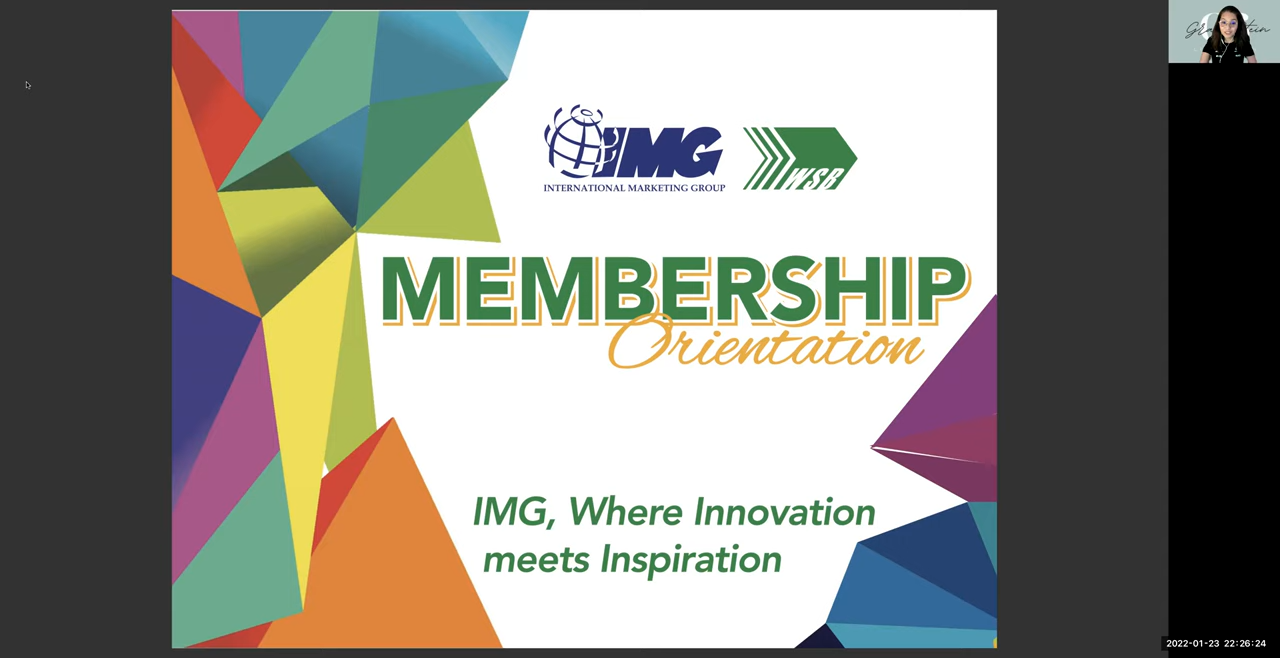 IMG
INTERNATIONAL MARKETING GROUP
WSB
MEMBERSHIP
Orientation
IMG, Where Innovation
meets Inspiration
2022-01-23 22:26:24